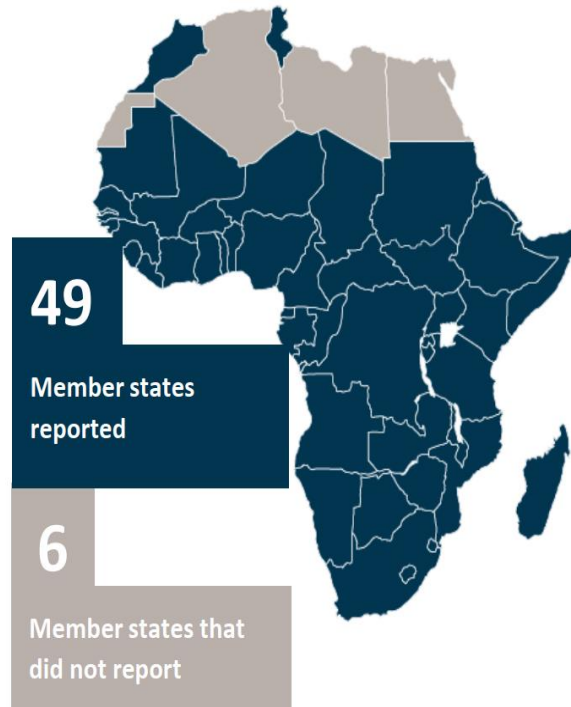 49
Member states
reported
6
Member states that
did not report